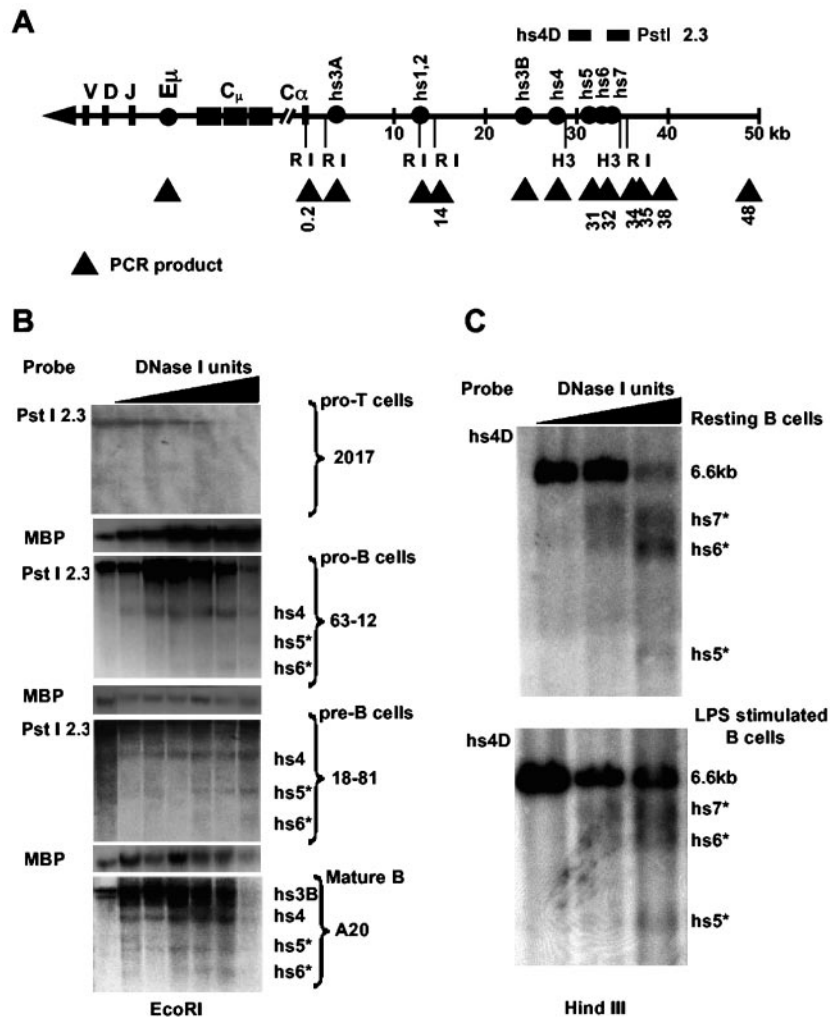 A
hs4D PstI 2.3
V D J Eμ Cμ Cα hs3A hs1,2 hs3B hs4 hs5 hs6 hs7
10 20 30 40 50 kb
R I R I R I R I H3 H3 R I
0.2 14 31 32 34 35 38 48
PCR product
B
Probe DNase I units
Pst I 2.3
pro-T cells
2017
MBP
Pst I 2.3
pro-B cells
hs4
63-12
hs5*
hs6*
MBP
Pst I 2.3
pre-B cells
hs4
18-81
hs5*
hs6*
MBP
Mature B
hs3B
hs4
A20
hs5*
hs6*
EcoRI
C
Probe DNase I units
hs4D
Resting B cells
6.6kb
hs7*
hs6*
hs5*
LPS stimulated
B cells
hs4D
6.6kb
hs7*
hs6*
hs5*
Hind III